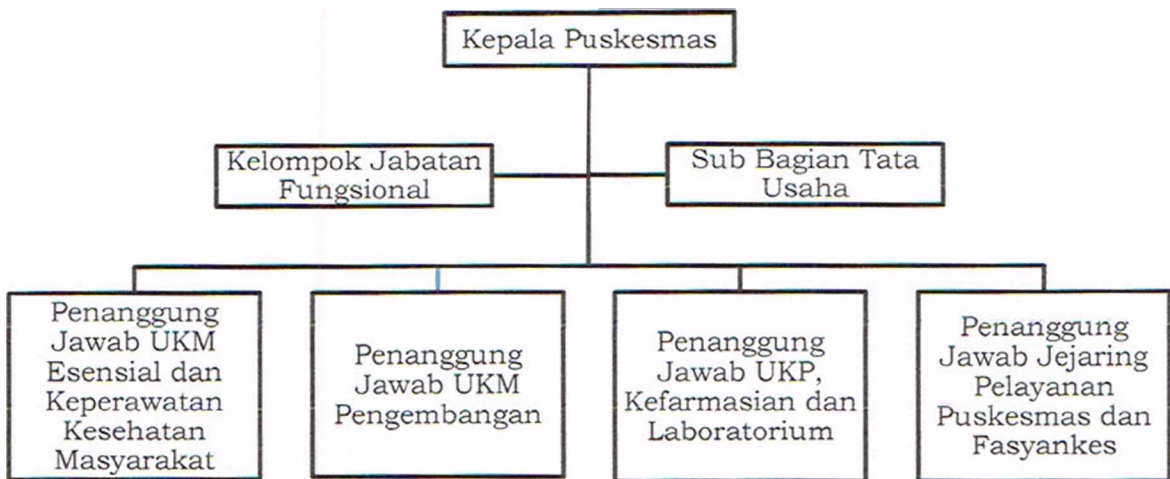 Kepala Puskesmas
Kelompok Jabatan
Fungsional
Sub Bagian Tata
Usaha
Penanggung
Jawab UKM
Esensial dan
Keperawatan
Kesehatan
Masyarakat
Penanggung
Jawab UKM
Pengembangan
Penanggung
Jawab UKP,
Kefarmasian dan
Laboratorium
Penanggung
Jawab Jejaring
Pelayanan
Puskesmas dan
Fasyankes